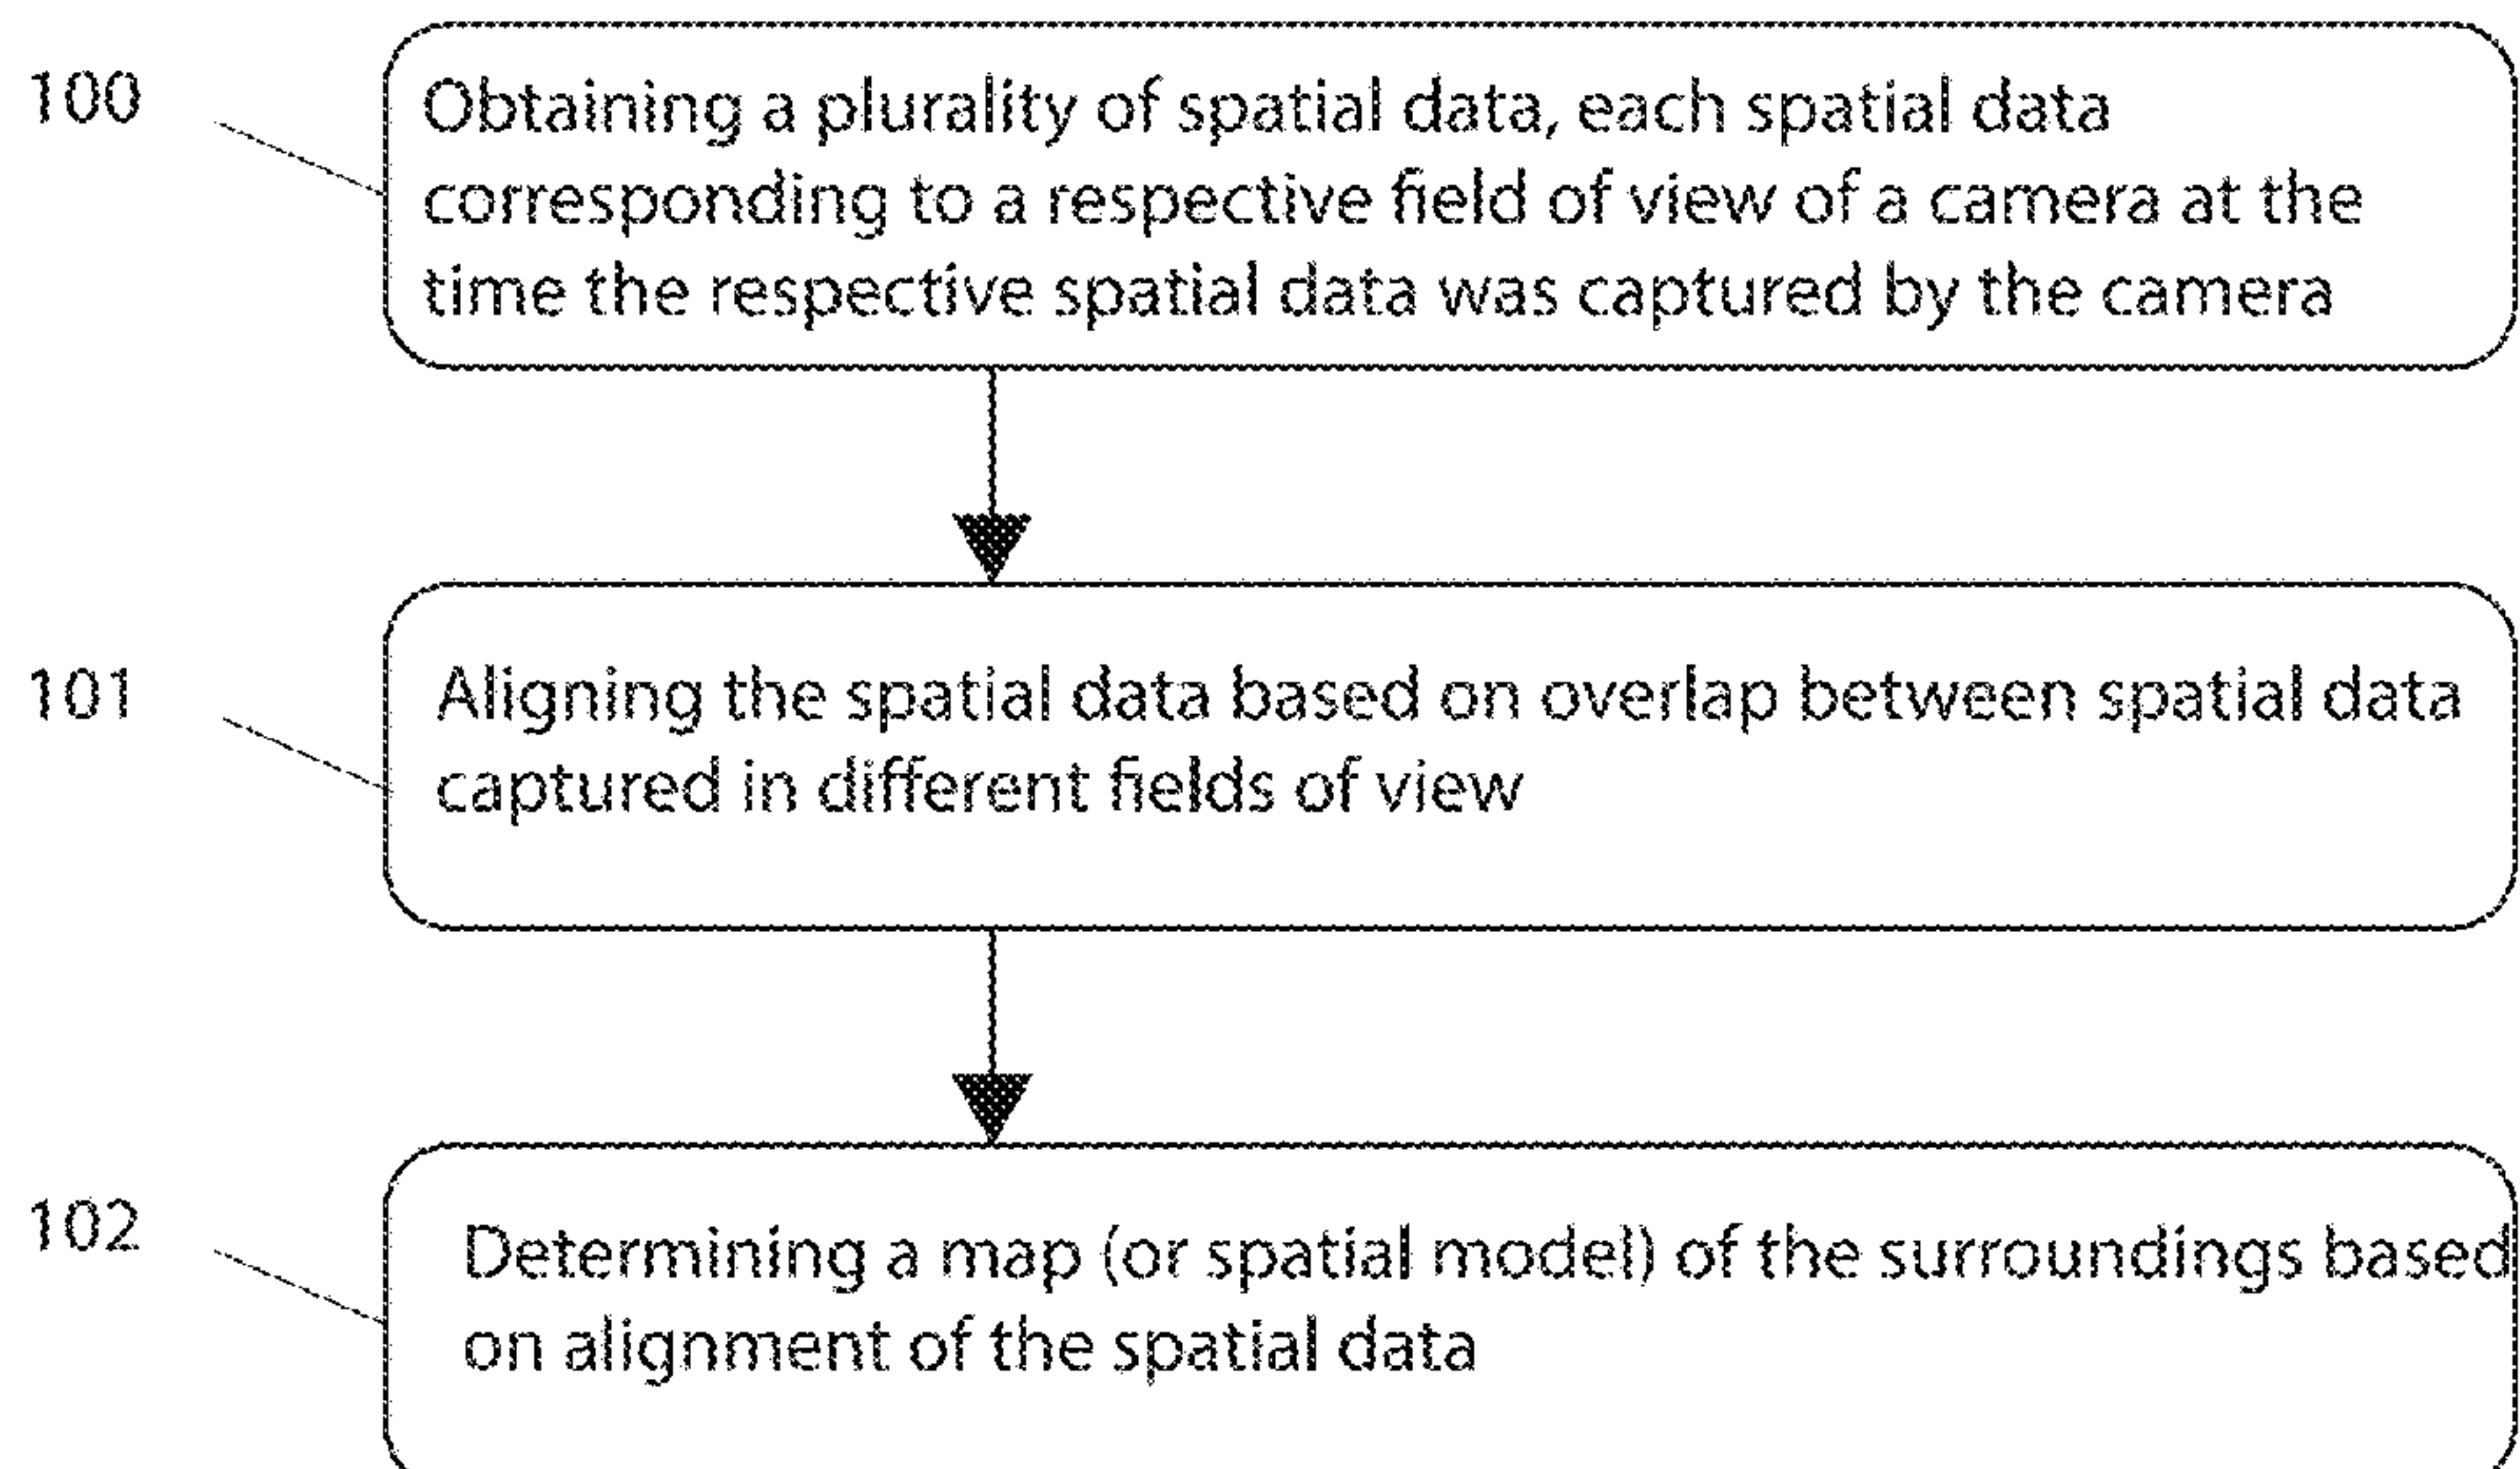 100
Obtaining a plurality of spatial data, each spatial data
corresponding to a respective field of view of a camera at the
time the respective spatial data was captured by the camera
101
Aligning the spatial data based on overlap between spatial data
captured in different fields of view
102
Determining a map (or spatial model) of the surroundings based
on alignment of the spatial data